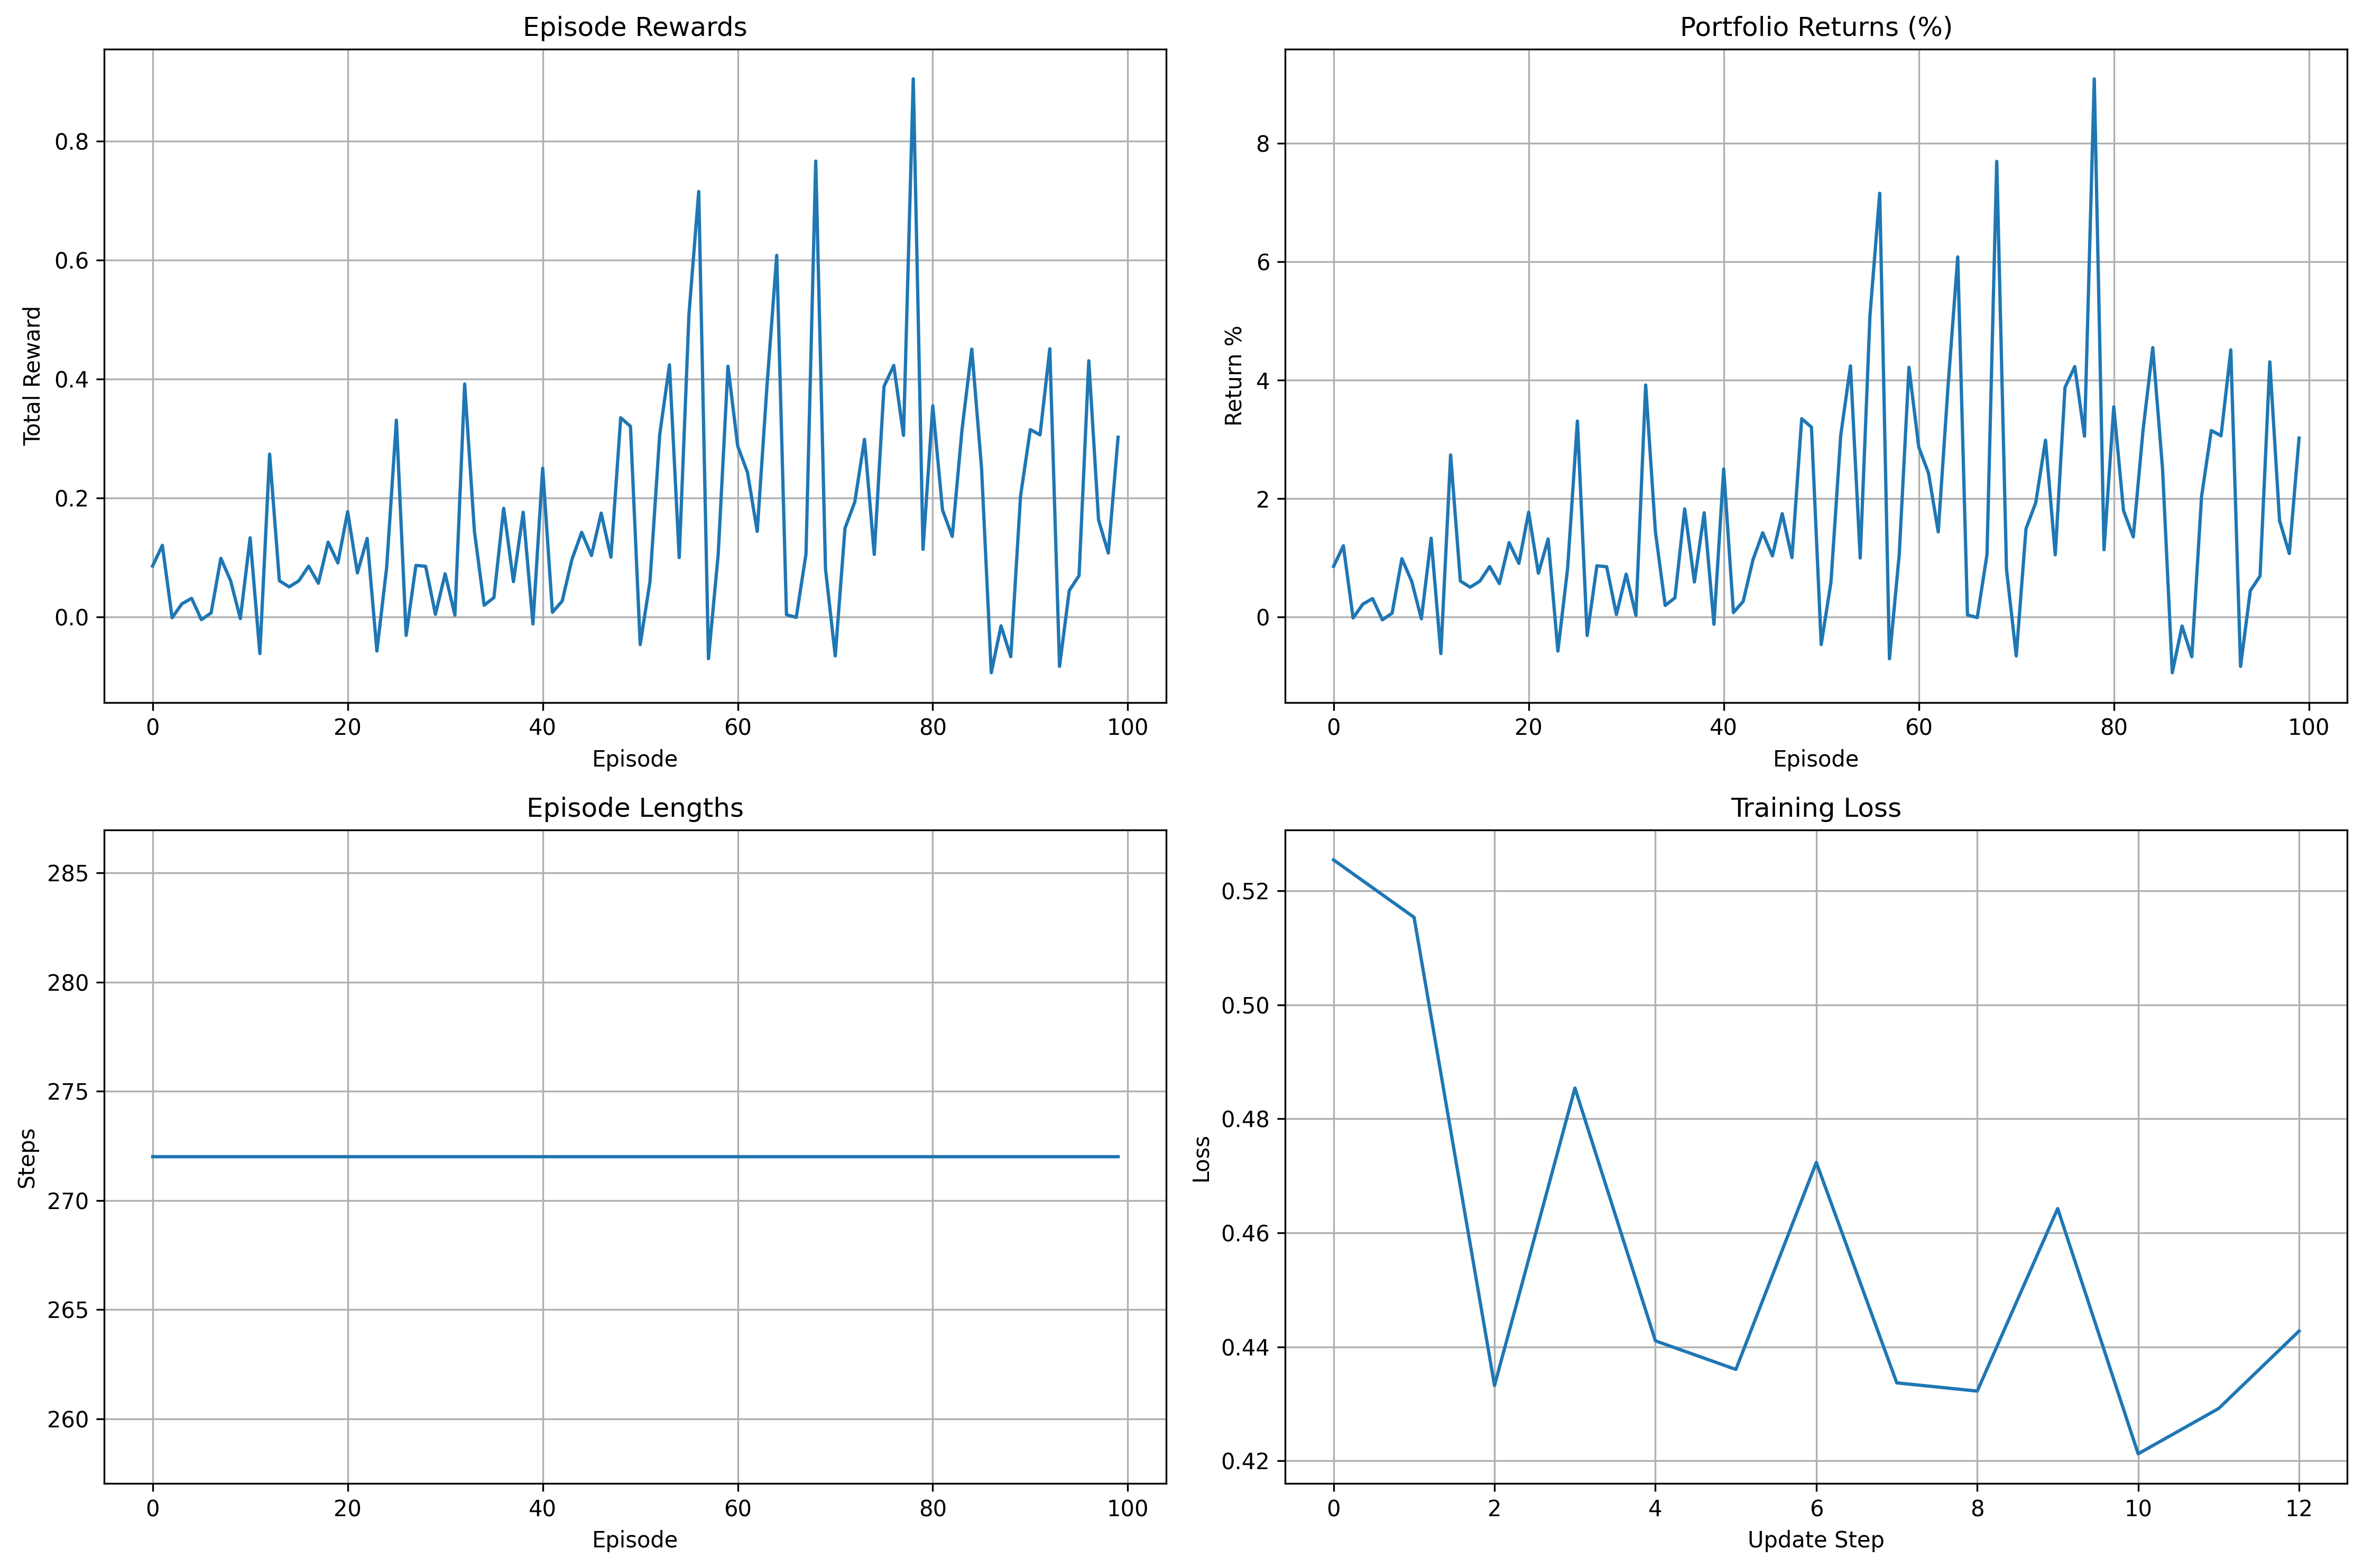 Episode Rewards
Total Reward
0.8
0.6
0.4
0.2
0.0
0 20 40 60 80 100
Episode
Portfolio Returns (%)
Return %
8
6
4
2
0
0 20 40 60 80 100
Episode
Episode Lengths
Steps
285
280
275
270
265
260
0 20 40 60 80 100
Episode
Training Loss
Loss
0.52
0.50
0.48
0.46
0.44
0.42
0 2 4 6 8 10 12
Update Step